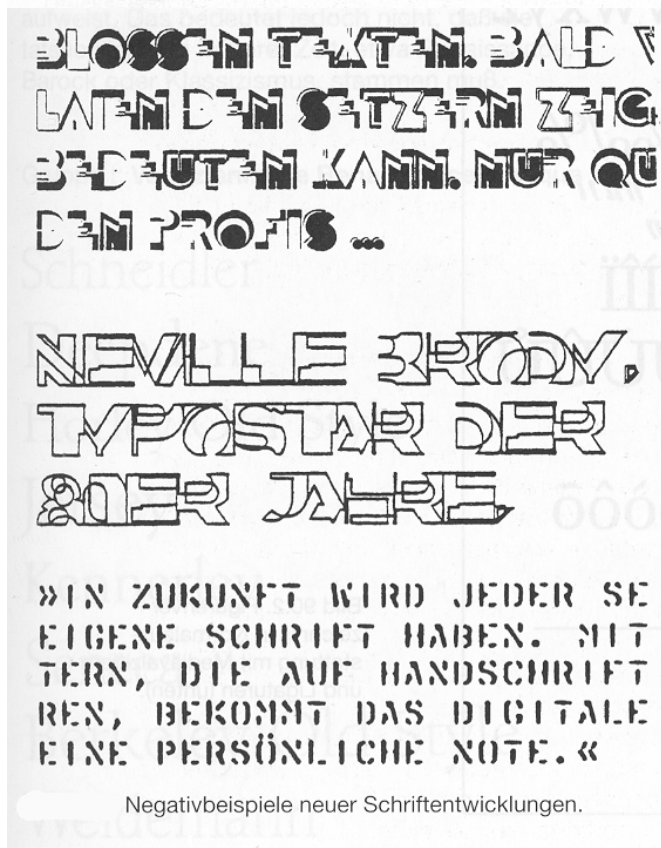 BLOSSEN TEXTEN. BALD
LATEN DEN SETZERN ZEIG
BEDEUTEN KANN. NUR QU
DEN PROFIS ...
NEVILLE BRODY,
TYPOSTAR DER
80ER JAHRE,
»IN ZUKUNFT WIRD JEDER SE
EIGENE SCHRIFT HABEN. MIT
TERN, DIE AUF HANDSCHRIFT
REN, BEKOMMT DAS DIGITALE
EINE PERSÖNLICHE NOTE.«
Negativbeispiele neuer Schriftentwicklungen.